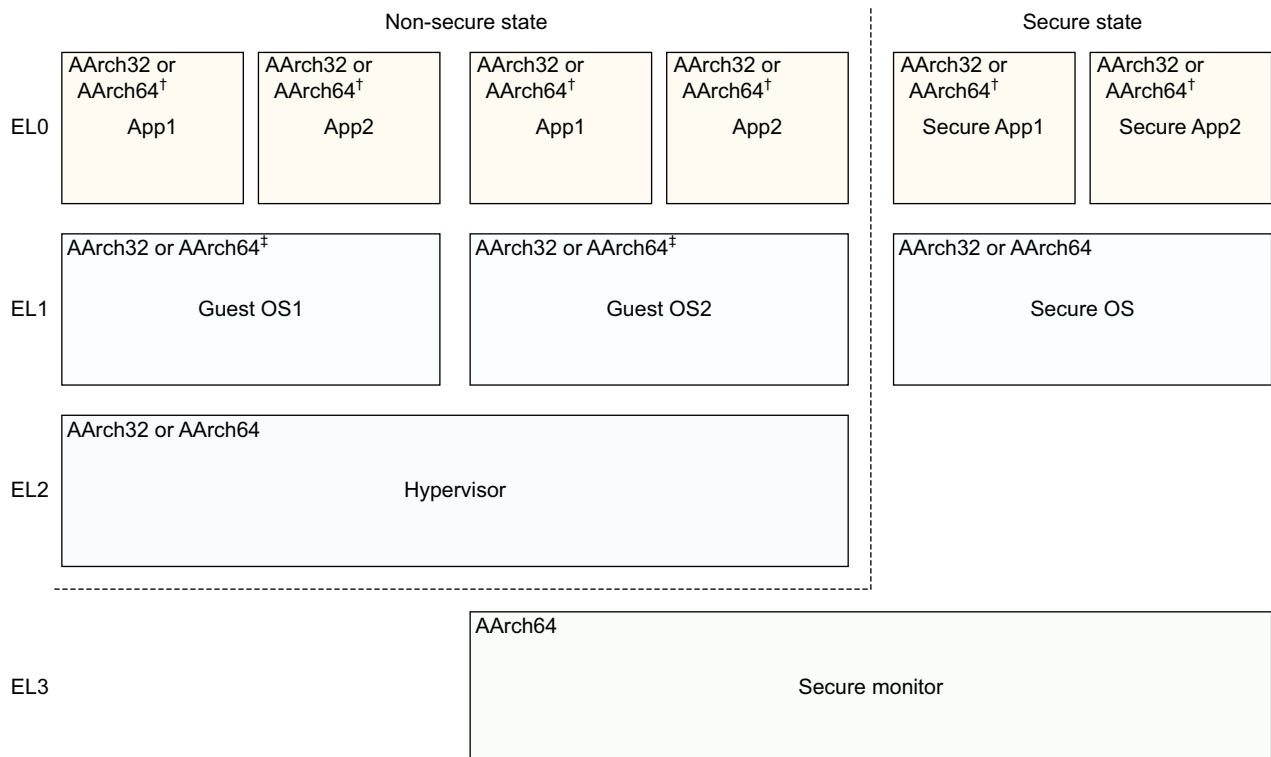 Non-secure state
Secure state
AArch32 or
AArch64†
App1
AArch32 or
AArch64†
App2
AArch32 or
AArch64†
App1
AArch32 or
AArch64†
App2
AArch32 or
AArch64†
Secure App1
AArch32 or
AArch64†
Secure App2
EL0
AArch32 or AArch64‡
Guest OS1
AArch32 or AArch64‡
Guest OS2
AArch32 or AArch64
Secure OS
EL1
AArch32 or AArch64
Hypervisor
EL2
AArch64
Secure monitor
EL3